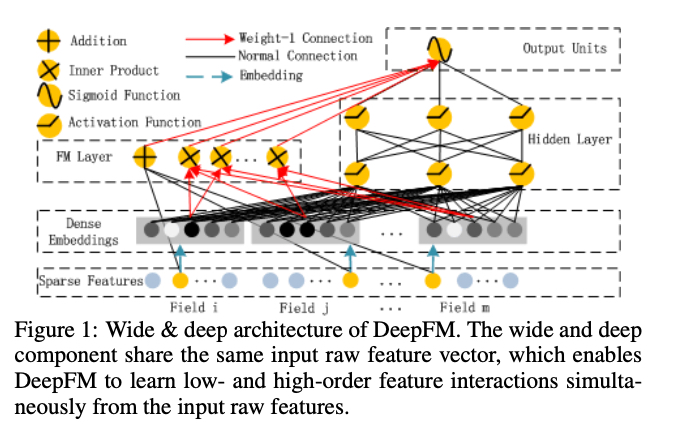 Addition
Inner Product
Sigmoid Function
Activation Function
Weight-1 Connection
Normal Connection
Embedding
Output Units
Hidden Layer
FM Layer
...
Dense
Embeddings
...
Sparse Features
... ... ... ...
Field i Field j ... Field m
Figure 1: Wide & deep architecture of DeepFM. The wide and deep
component share the same input raw feature vector, which enables
DeepFM to learn low- and high-order feature interactions simulta-
neously from the input raw features.